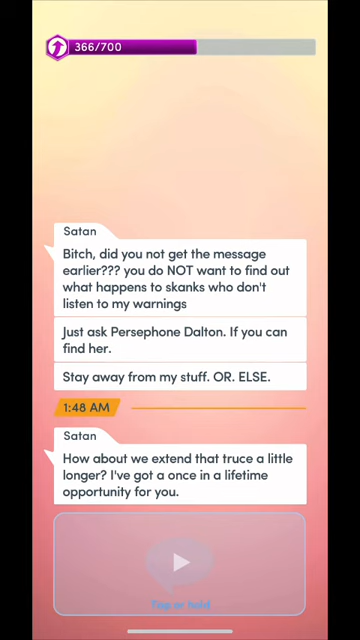 366/700
Satan
Bitch, did you not get the message
earlier??? you do NOT want to find out
what happens to skanks who don't
listen to my warnings
Just ask Persephone Dalton. If you can
find her.
Stay away from my stuff. OR. ELSE.
1:48 AM
Satan
How about we extend that truce a little
longer? I've got a once in a lifetime
opportunity for you.
Tap or hold